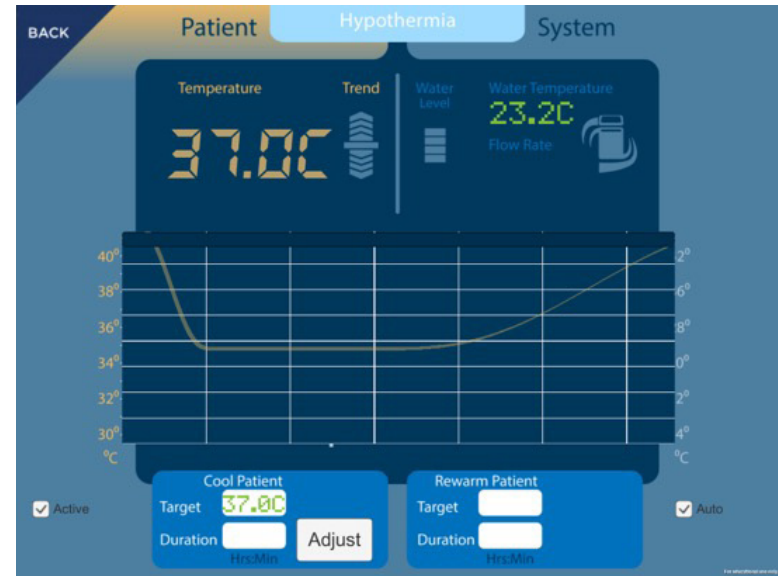 BACK
Patient
Hypothermia
System
Temperature
Trend
Water
Level
Water Temperature
37.0C
23.2C
Flow Rate
40°
38°
36°
34°
32°
30°
°C
2°
6°
8°
0°
2°
4°
°C
Active
Cool Patient
Target 37.0C
Duration
Hrs:Min
Adjust
Rewarm Patient
Target
Duration
Hrs:Min
Auto